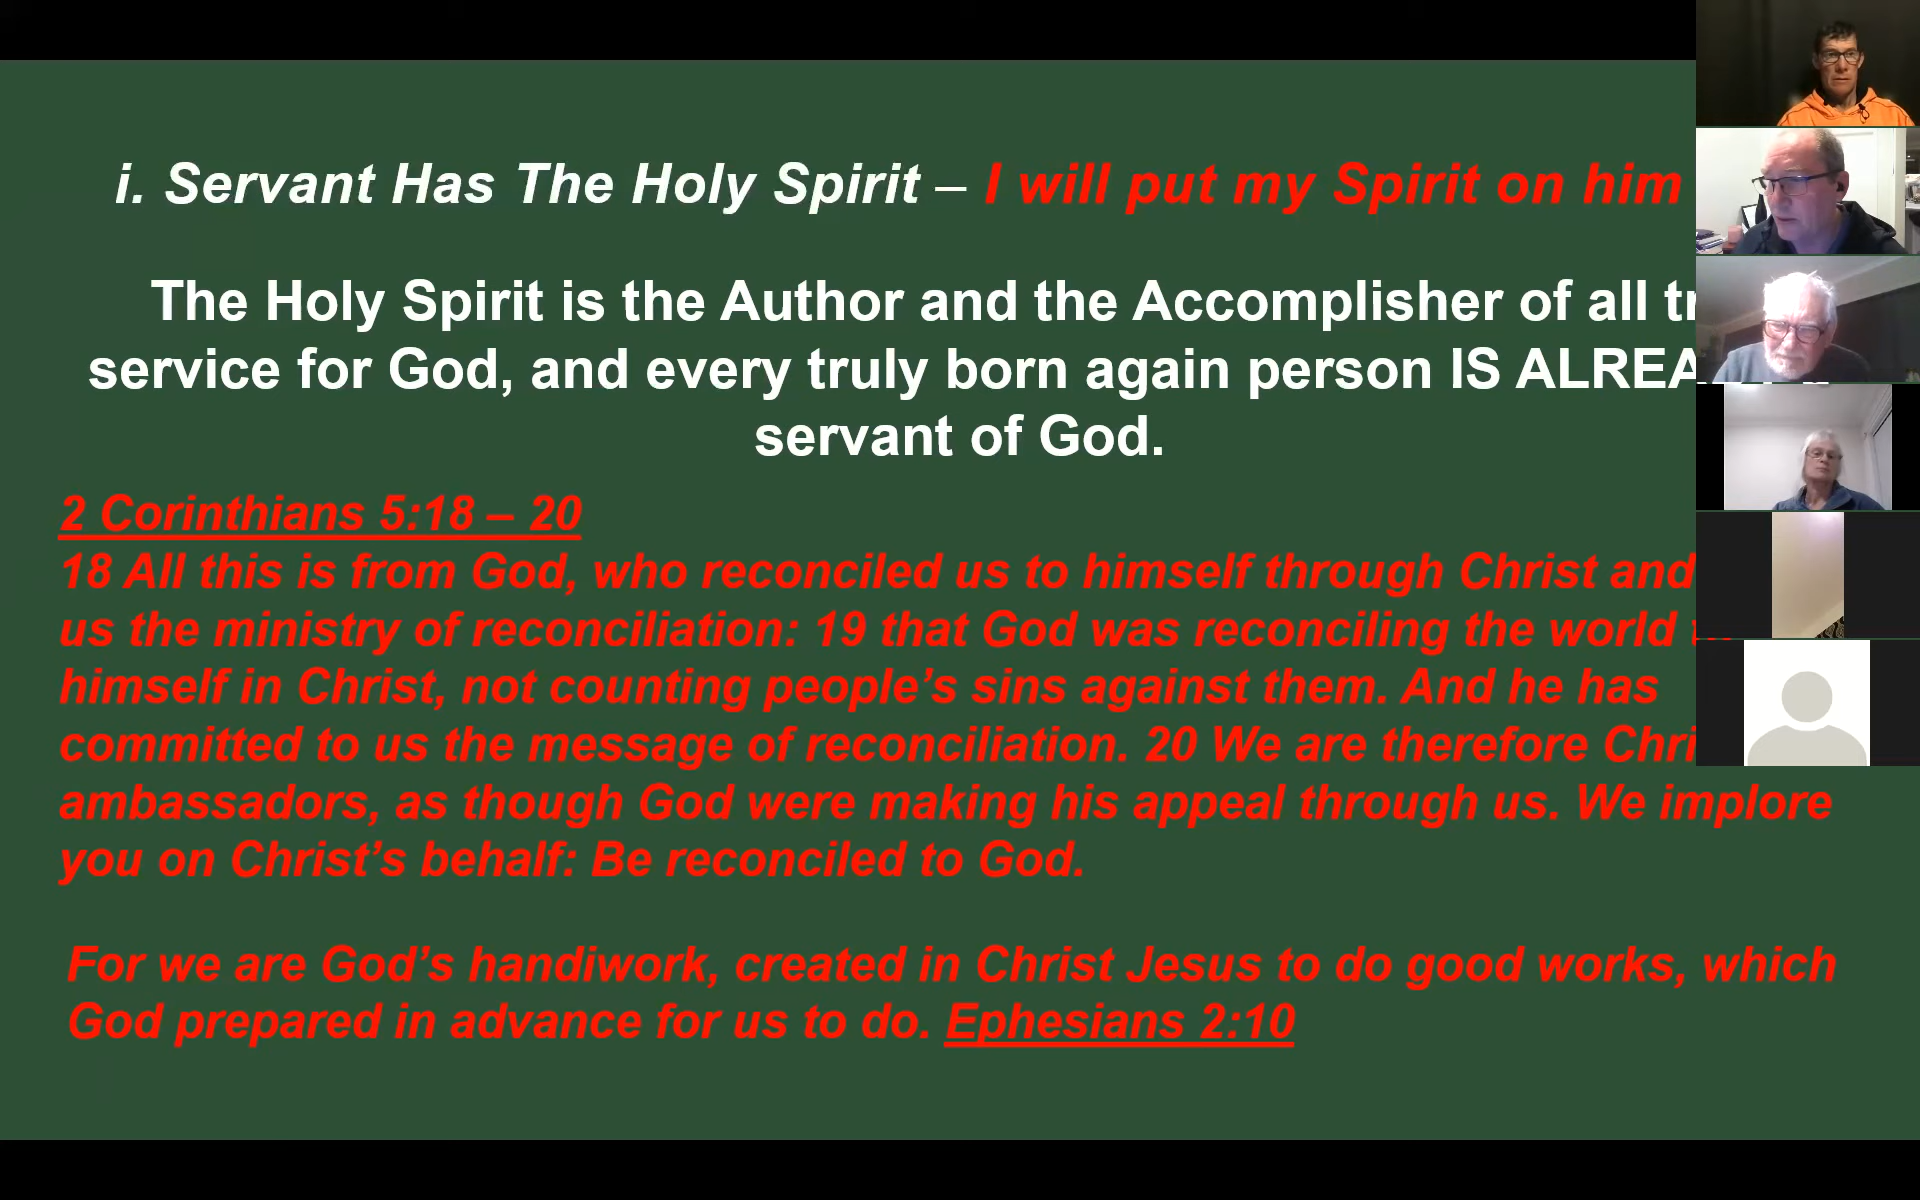 i. Servant Has The Holy Spirit – I will put my Spirit on him
The Holy Spirit is the Author and the Accomplisher of all
service for God, and every truly born again person IS
servant of God.
2 Corinthians 5:18 – 20
18 All this is from God, who reconciled us to himself through Christ and
us the ministry of reconciliation: 19 that God was reconciling the world
himself in Christ, not counting people’s sins against them. And he has
committed to us the message of reconciliation. 20 We are therefore
ambassadors, as though God were making his appeal through us. We implore
you on Christ’s behalf: Be reconciled to God.
For we are God’s handiwork, created in Christ Jesus to do good works, which
God prepared in advance for us to do. Ephesians 2:10